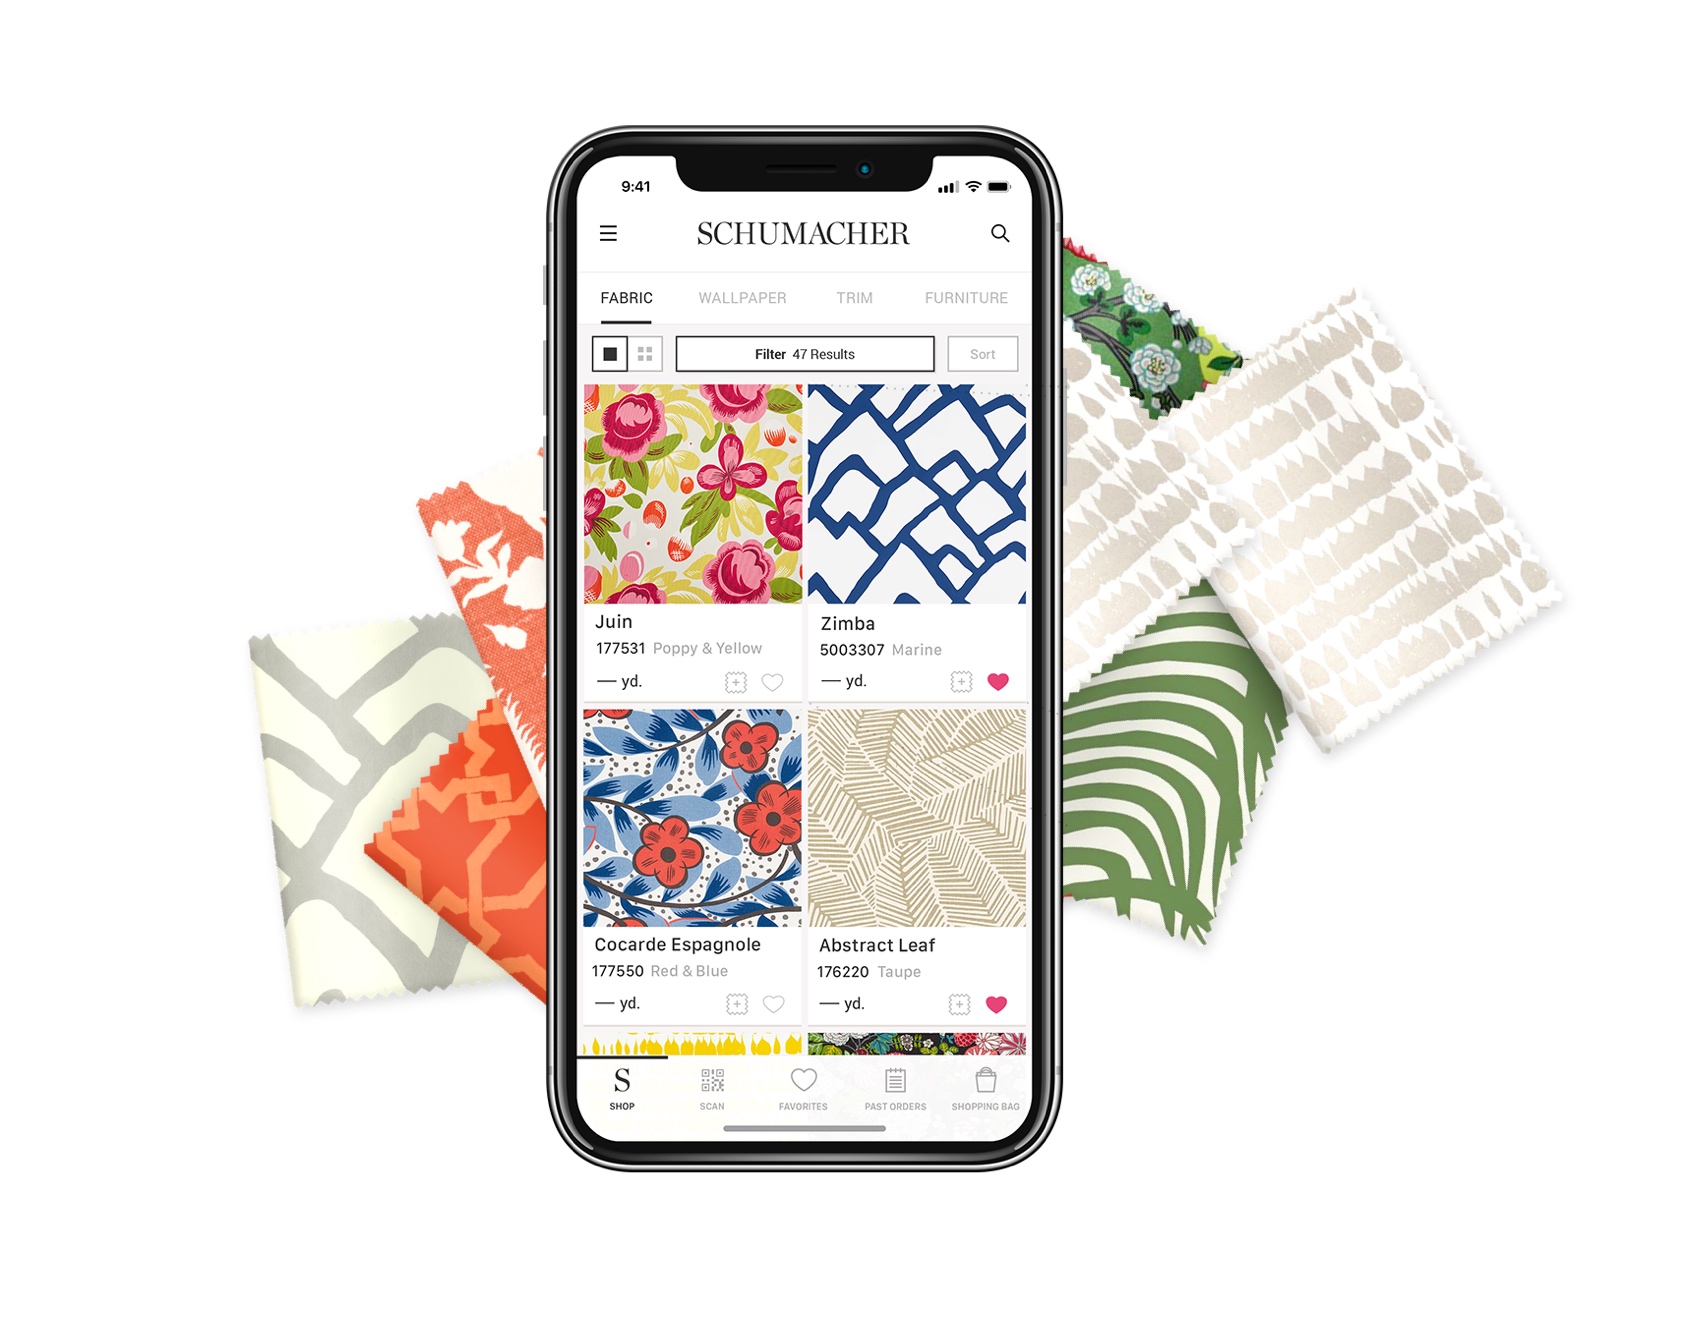 9:41
SCHUMACHER
FABRIC WALLPAPER TRIM FURNITURE
Filter 47 Results Sort
Juin
177531 Poppy & Yellow
— yd.
Zimba
5003307 Marine
— yd.
Cocarde Espagnole
177550 Red & Blue
— yd.
Abstract Leaf
176220 Taupe
— yd.
S
SHOP SCAN FAVORITES PAST ORDERS SHOPPING BAG